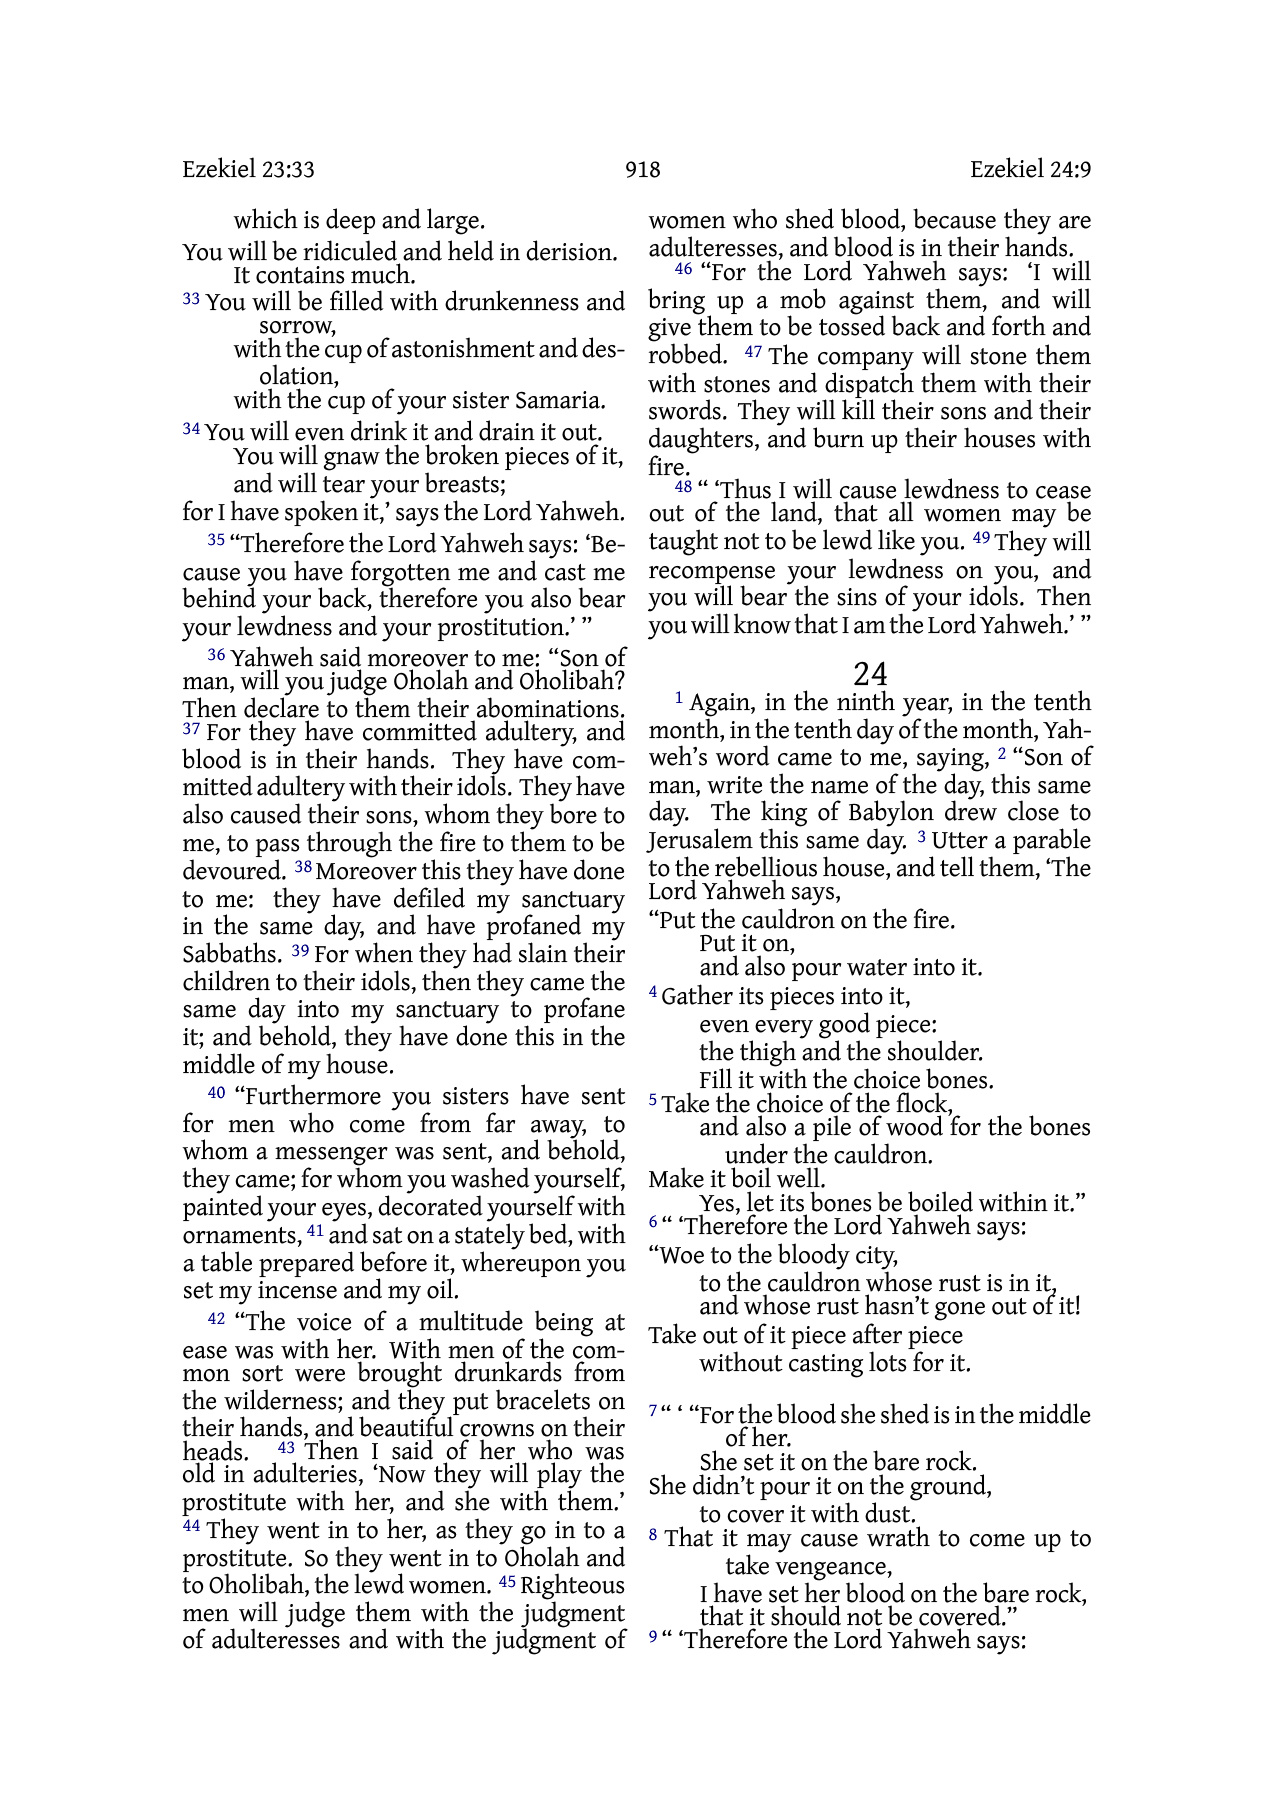 Ezekiel 23:33 918 Ezekiel 24:9
which is deep and large.
You will be ridiculed and held in derision.
It contains much.
33 You will be filled with drunkenness and
sorrow,
with the cup of astonishment and des-
olation,
with the cup of your sister Samaria.
34 You will even drink it and drain it out.
You will gnaw the broken pieces of it,
and will tear your breasts;
for I have spoken it,’ says the Lord Yahweh.
35 “Therefore the Lord Yahweh says: ‘Be-
cause you have forgotten me and cast me
behind your back, therefore you also bear
your lewdness and your prostitution.’ ”
36 Yahweh said moreover to me: “Son of
man, will you judge Oholah and Oholibah?
Then declare to them their abominations.
37 For they have committed adultery, and
blood is in their hands. They have com-
mitted adultery with their idols. They have
also caused their sons, whom they bore to
me, to pass through the fire to them to be
devoured. 38 Moreover this they have done
to me: they have defiled my sanctuary
in the same day, and have profaned my
Sabbaths. 39 For when they had slain their
children to their idols, then they came the
same day into my sanctuary to profane
it; and behold, they have done this in the
middle of my house.
40 “Furthermore you sisters have sent
for men who come from far away, to
whom a messenger was sent, and behold,
they came; for whom you washed yourself,
painted your eyes, decorated yourself with
ornaments, 41 and sat on a stately bed, with
a table prepared before it, whereupon you
set my incense and my oil.
42 “The voice of a multitude being at
ease was with her. With men of the com-
mon sort were brought drunkards from
the wilderness; and they put bracelets on
their hands, and beautiful crowns on their
heads. 43 Then I said of her who was
old in adulteries, ‘Now they will play the
prostitute with her, and she with them.’
44 They went in to her, as they go in to a
prostitute. So they went in to Oholah and
to Oholibah, the lewd women. 45 Righteous
men will judge them with the judgment
of adulteresses and with the judgment of
women who shed blood, because they are
adulteresses, and blood is in their hands.
46 “For the Lord Yahweh says: ‘I will
bring up a mob against them, and will
give them to be tossed back and forth and
robbed. 47 The company will stone them
with stones and dispatch them with their
swords. They will kill their sons and their
daughters, and burn up their houses with
fire.
48 “ ‘Thus I will cause lewdness to cease
out of the land, that all women may be
taught not to be lewd like you. 49 They will
recompense your lewdness on you, and
you will bear the sins of your idols. Then
you will know that I am the Lord Yahweh.’ ”
24
1 Again, in the ninth year, in the tenth
month, in the tenth day of the month, Yah-
weh’s word came to me, saying, 2 “Son of
man, write the name of the day, this same
day. The king of Babylon drew close to
Jerusalem this same day. 3 Utter a parable
to the rebellious house, and tell them, ‘The
Lord Yahweh says,
“Put the cauldron on the fire.
Put it on,
and also pour water into it.
4 Gather its pieces into it,
even every good piece:
the thigh and the shoulder.
Fill it with the choice bones.
5 Take the choice of the flock,
and also a pile of wood for the bones
under the cauldron.
Make it boil well.
Yes, let its bones be boiled within it.”
6 “ ‘Therefore the Lord Yahweh says:
“Woe to the bloody city,
to the cauldron whose rust is in it,
and whose rust hasn’t gone out of it!
Take out of it piece after piece
without casting lots for it.
7 “ ‘ “For the blood she shed is in the middle
of her.
She set it on the bare rock.
She didn’t pour it on the ground,
to cover it with dust.
8 That it may cause wrath to come up to
take vengeance,
I have set her blood on the bare rock,
that it should not be covered.”
9 “ ‘Therefore the Lord Yahweh says: